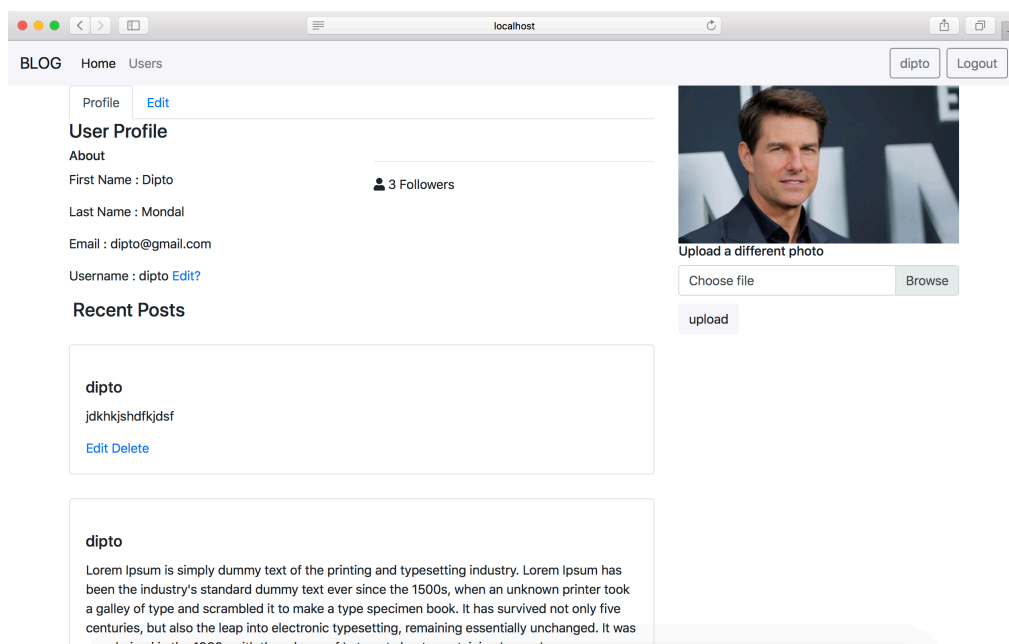 localhost
BLOG Home Users dipto Logout
Profile Edit
User Profile
About
First Name : Dipto
3 Followers
Last Name : Mondal
Email : dipto@gmail.com
Username : dipto Edit?
Upload a different photo
Choose file Browse
upload
Recent Posts
dipto
jdkhkjshdfkjdsf
Edit Delete
dipto
Lorem Ipsum is simply dummy text of the printing and typesetting industry. Lorem Ipsum has
been the industry's standard dummy text ever since the 1500s, when an unknown printer took
a galley of type and scrambled it to make a type specimen book. It has survived not only five
centuries, but also the leap into electronic typesetting, remaining essentially unchanged. It was